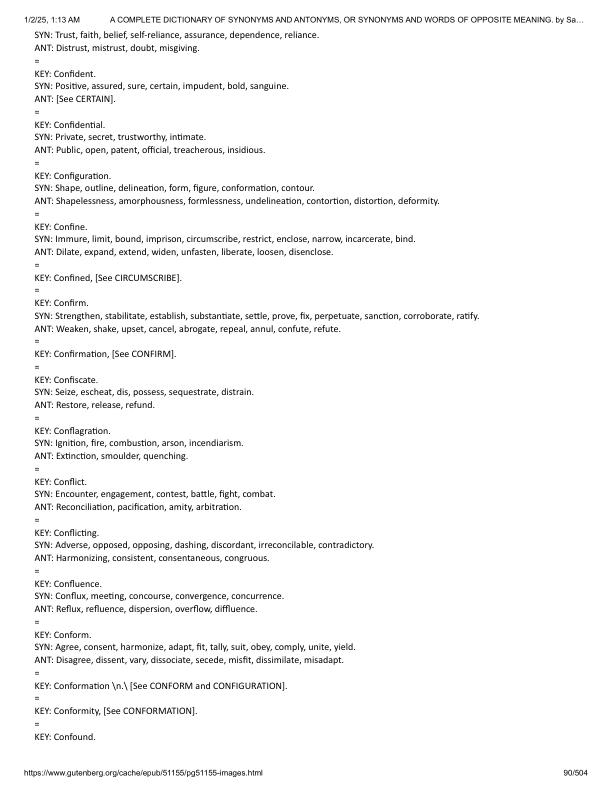 1/2/25, 1:13 AM A COMPLETE DICTIONARY OF SYNONYMS AND ANTONYMS, OR SYNONYMS AND WORDS OF OPPOSITE MEANING. by Sa…
SYN: Trust, faith, belief, self-reliance, assurance, dependence, reliance.
ANT: Distrust, mistrust, doubt, misgiving.
=
KEY: Confident.
SYN: Positive, assured, sure, certain, impudent, bold, sanguine.
ANT: [See CERTAIN].
=
KEY: Confidential.
SYN: Private, secret, trustworthy, intimate.
ANT: Public, open, patent, official, treacherous, insidious.
=
KEY: Configuration.
SYN: Shape, outline, delineation, form, figure, conformation, contour.
ANT: Shapelessness, amorphousness, formlessness, undelineation, contortion, distortion, deformity.
=
KEY: Confine.
SYN: Immure, limit, bound, imprison, circumscribe, restrict, enclose, narrow, incarcerate, bind.
ANT: Dilate, expand, extend, widen, unfasten, liberate, loosen, disenclose.
=
KEY: Confined, [See CIRCUMSCRIBE].
=
KEY: Confirm.
SYN: Strengthen, stabilitate, establish, substantiate, settle, prove, fix, perpetuate, sanction, corroborate, ratify.
ANT: Weaken, shake, upset, cancel, abrogate, repeal, annul, confute, refute.
=
KEY: Confirmation, [See CONFIRM].
=
KEY: Confiscate.
SYN: Seize, escheat, dis, possess, sequestrate, distrain.
ANT: Restore, release, refund.
=
KEY: Conflagration.
SYN: Ignition, fire, combustion, arson, incendiarism.
ANT: Extinction, smoulder, quenching.
=
KEY: Conflict.
SYN: Encounter, engagement, contest, battle, fight, combat.
ANT: Reconciliation, pacification, amity, arbitration.
=
KEY: Conflicting.
SYN: Adverse, opposed, opposing, dashing, discordant, irreconcilable, contradictory.
ANT: Harmonizing, consistent, consentaneous, congruous.
=
KEY: Confluence.
SYN: Conflux, meeting, concourse, convergence, concurrence.
ANT: Reflux, refluence, dispersion, overflow, diffluence.
=
KEY: Conform.
SYN: Agree, consent, harmonize, adapt, fit, tally, suit, obey, comply, unite, yield.
ANT: Disagree, dissent, vary, dissociate, secede, misfit, dissimilate, misadapt.
=
KEY: Conformation \n.\ [See CONFORM and CONFIGURATION].
=
KEY: Conformity, [See CONFORMATION].
=
KEY: Confound.
https://www.gutenberg.org/cache/epub/51155/pg51155-images.html 90/504